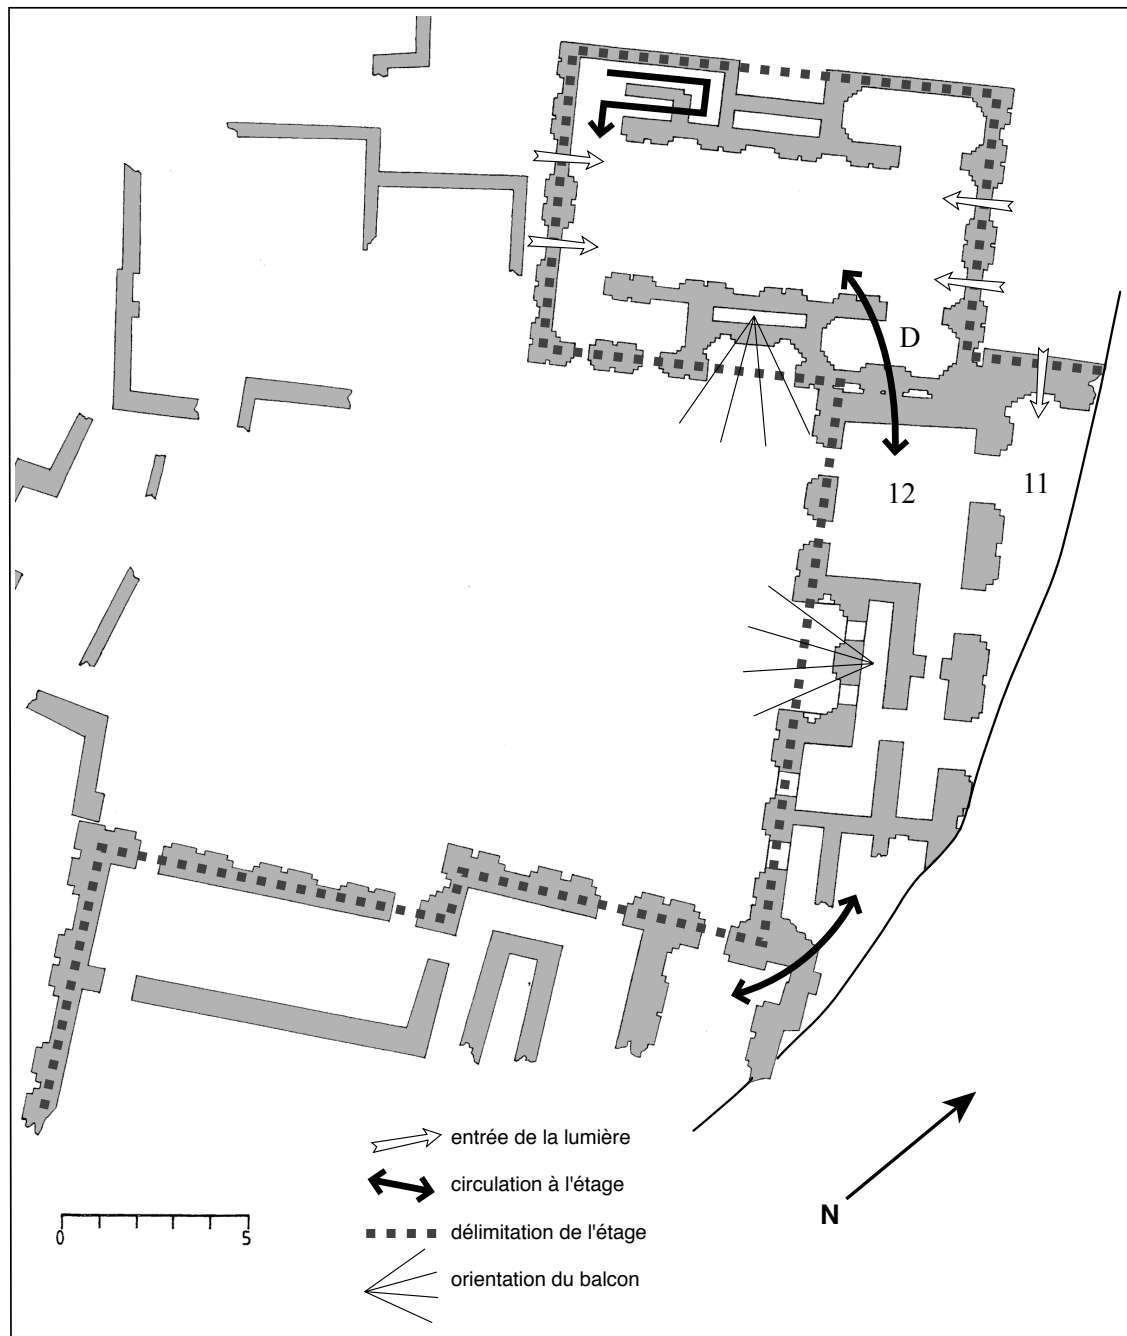 D
12
11
entrée de la lumière
circulation à l'étage
N
délimitation de l'étage
0 5
orientation du balcon